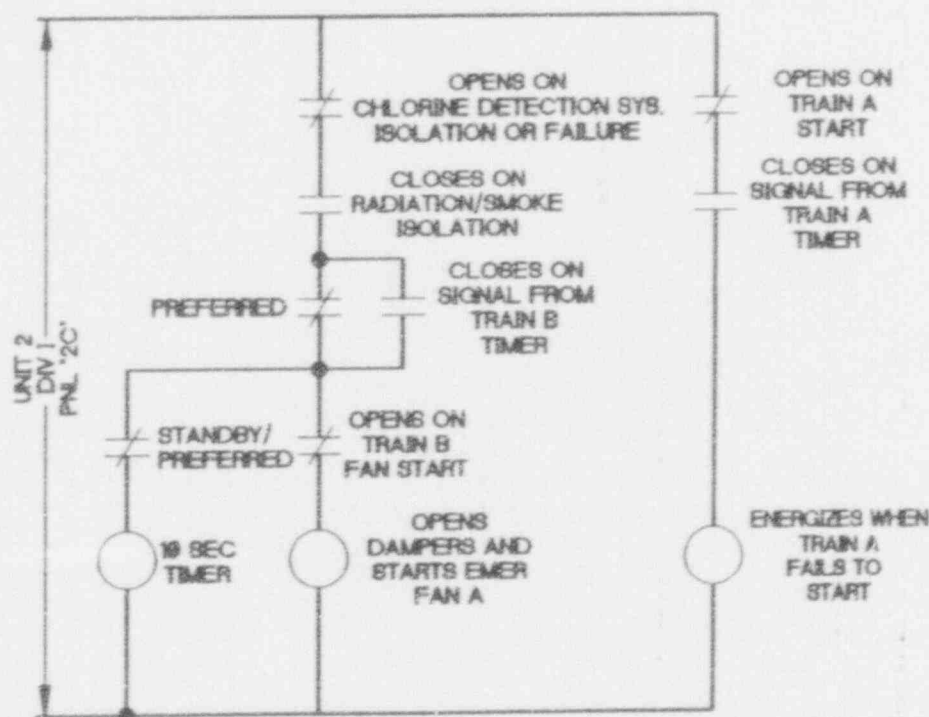 OPENS ON
CHLORINE DETECTION SYS.
ISOLATION OR FAILURE
OPENS ON
TRAIN A
START
CLOSES ON
RADIATION/SMOKE
ISOLATION
CLOSES ON
SIGNAL FROM
TRAIN A
TIMER
PREFERRED
CLOSES ON
SIGNAL FROM
TRAIN B
TIMER
UNIT 2
DIV I
PNL "2C"
STANDBY/
PREFERRED
OPENS ON
TRAIN B
FAN START
10 SEC
TIMER
OPENS
DAMPERS AND
STARTS EMER
FAN A
ENERGIZES WHEN
TRAIN A
FAILS TO
START